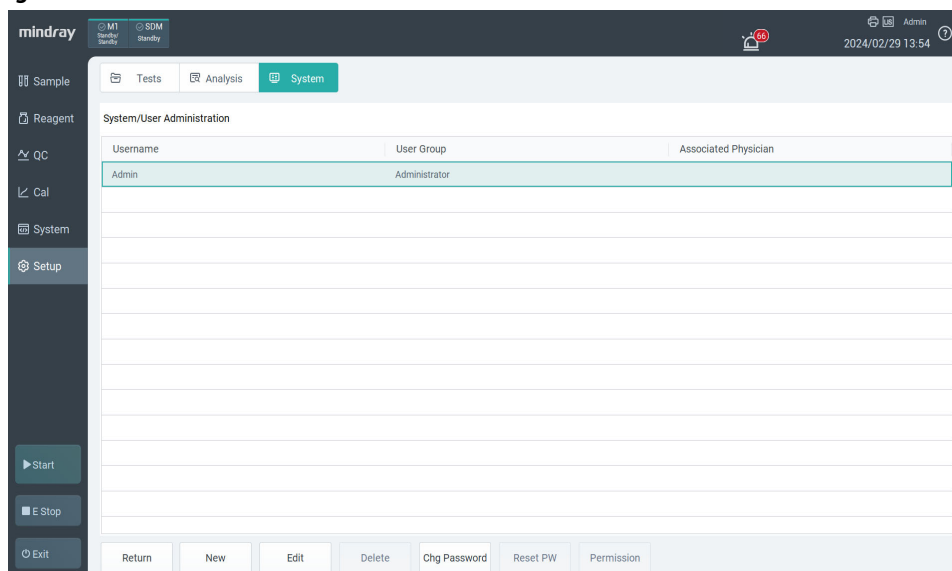 mindray
M1
Standby/
Standby
SDM
Standby
66
US Admin
2024/02/29 13:54
Sample
Reagent
QC
Cal
System
Setup
Start
E Stop
Exit
Tests Analysis System
System/User Administration
Username User Group Associated Physician
Admin Administrator
Return New Edit Delete Chg Password Reset PW Permission